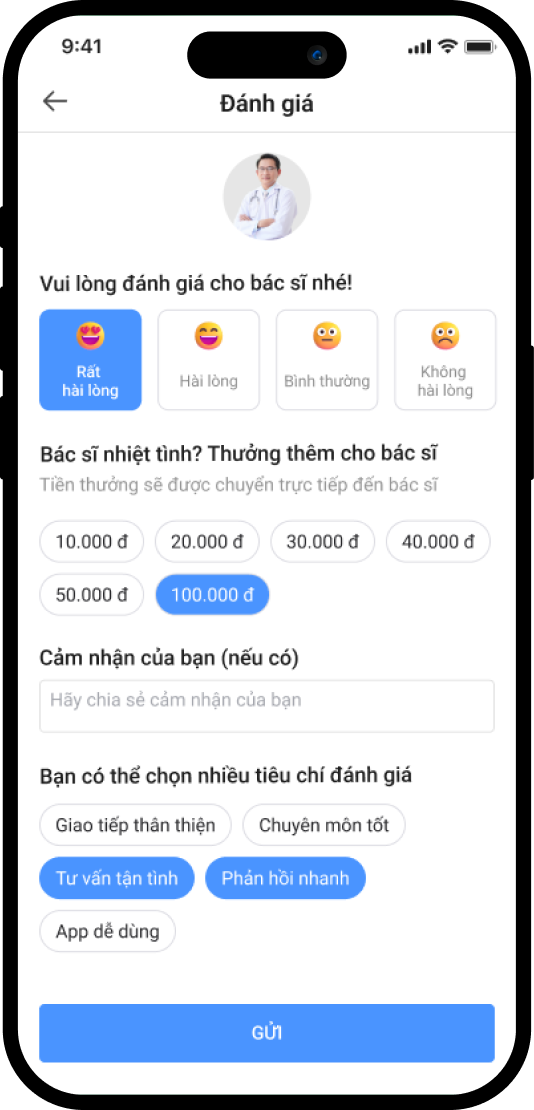 9:41
Đánh giá
Vui lòng đánh giá cho bác sĩ nhé!
Rất
hài lòng
Hài lòng
Bình thường
Không
hài lòng
Bác sĩ nhiệt tình? Thưởng thêm cho bác sĩ
Tiền thưởng sẽ được chuyển trực tiếp đến bác sĩ
10.000 đ 20.000 đ 30.000 đ 40.000 đ
50.000 đ 100.000 đ
Cảm nhận của bạn (nếu có)
Hãy chia sẻ cảm nhận của bạn
Bạn có thể chọn nhiều tiêu chí đánh giá
Giao tiếp thân thiện Chuyên môn tốt
Tư vấn tận tình Phản hồi nhanh
App dễ dùng
GỬI